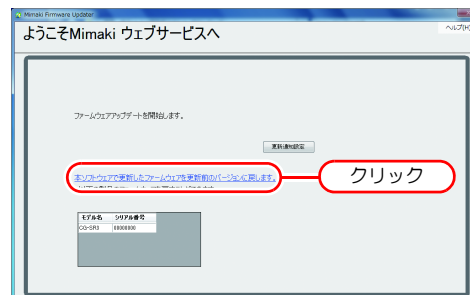 Mimaki Firmware Updater
ようこそMimaki ウェブサービスへ
ヘルプ(H)
ファームウェアアップデートを開始します。
更新通知設定
本ソフトウェアで更新したファームウェアを更新前のバージョンに戻します。
クリック
モデル名 シリアル番号
CG-SRⅢ 00000000